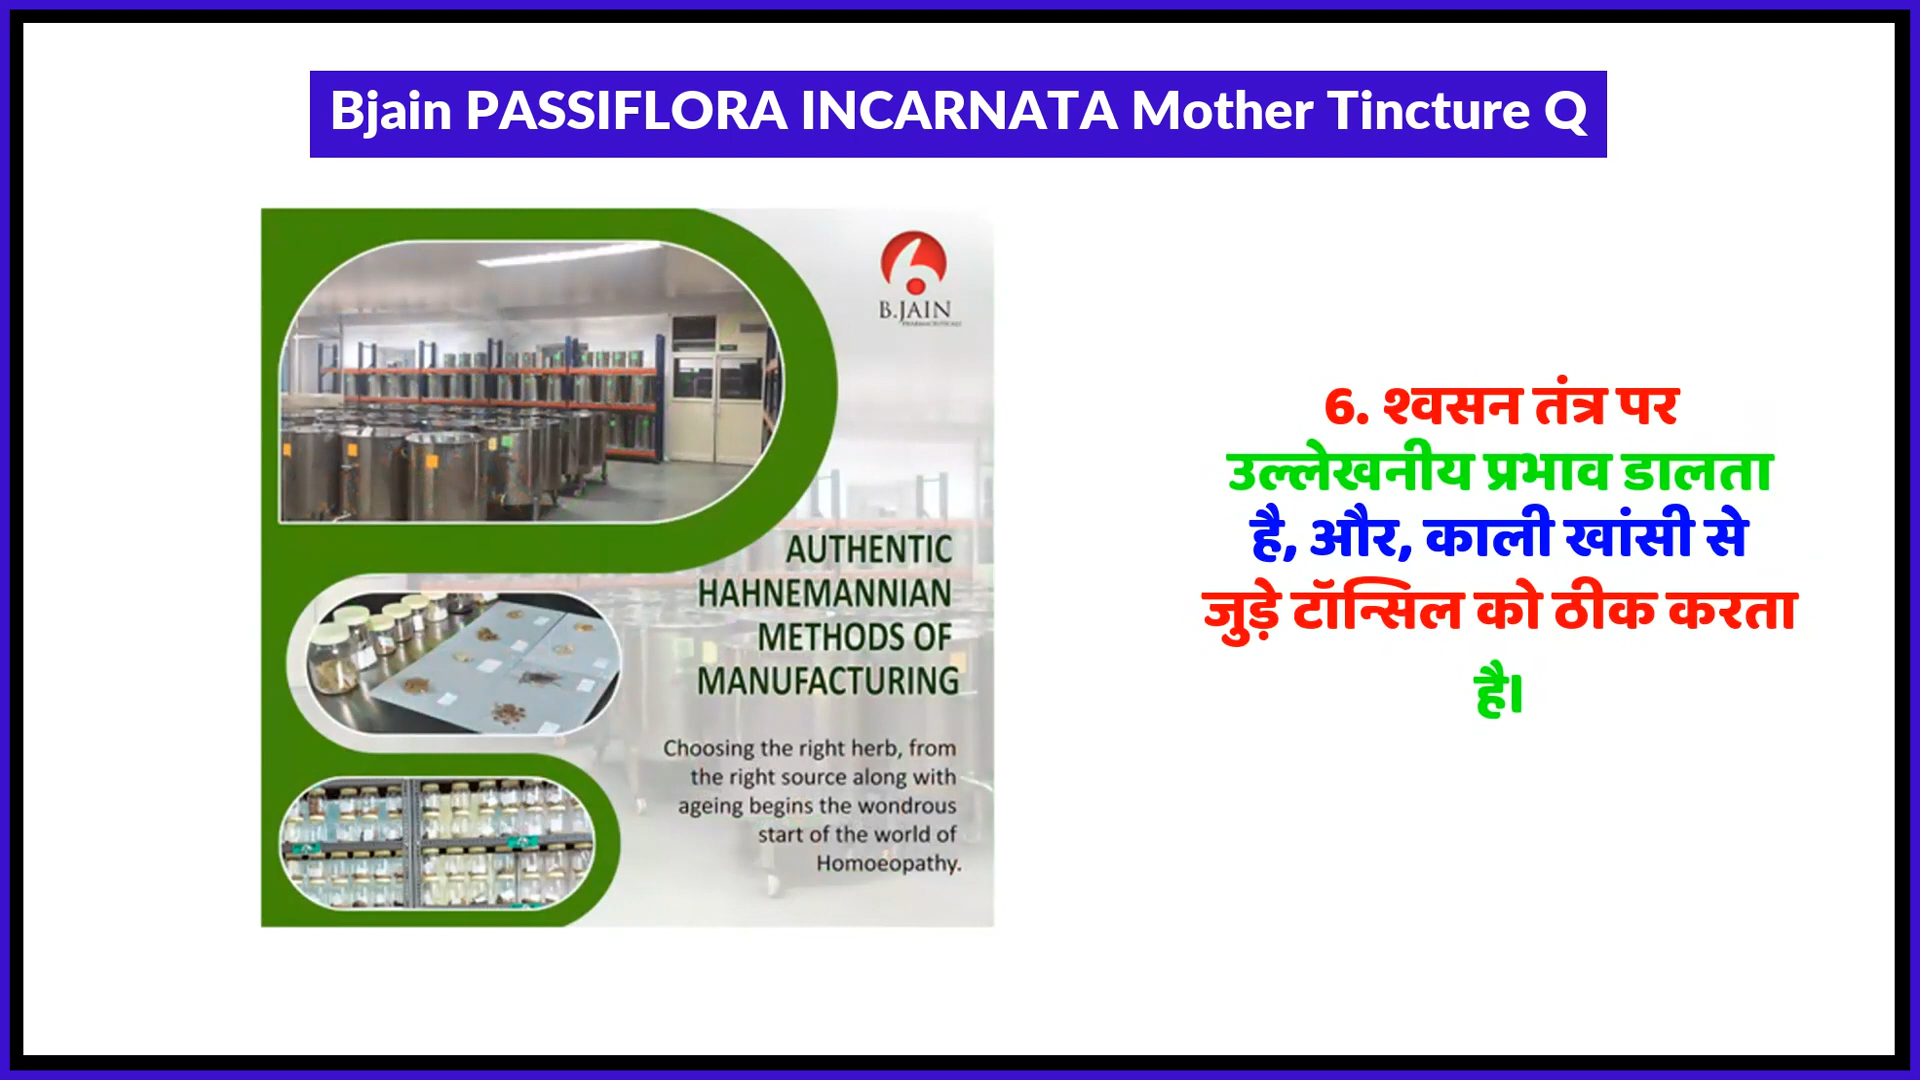 Bjain PASSIFLORA INCARNATA Mother Tincture Q
B.JAIN
PHARMACEUTICALS
AUTHENTIC
HAHNEMANNIAN
METHODS OF
MANUFACTURING
Choosing the right herb, from
the right source along with
ageing begins the wondrous
start of the world of
Homoeopathy.
6. श्वसन तंत्र पर
उल्लेखनीय प्रभाव डालता
है, और, काली खांसी से
जुड़े टॉन्सिल को ठीक करता
है।